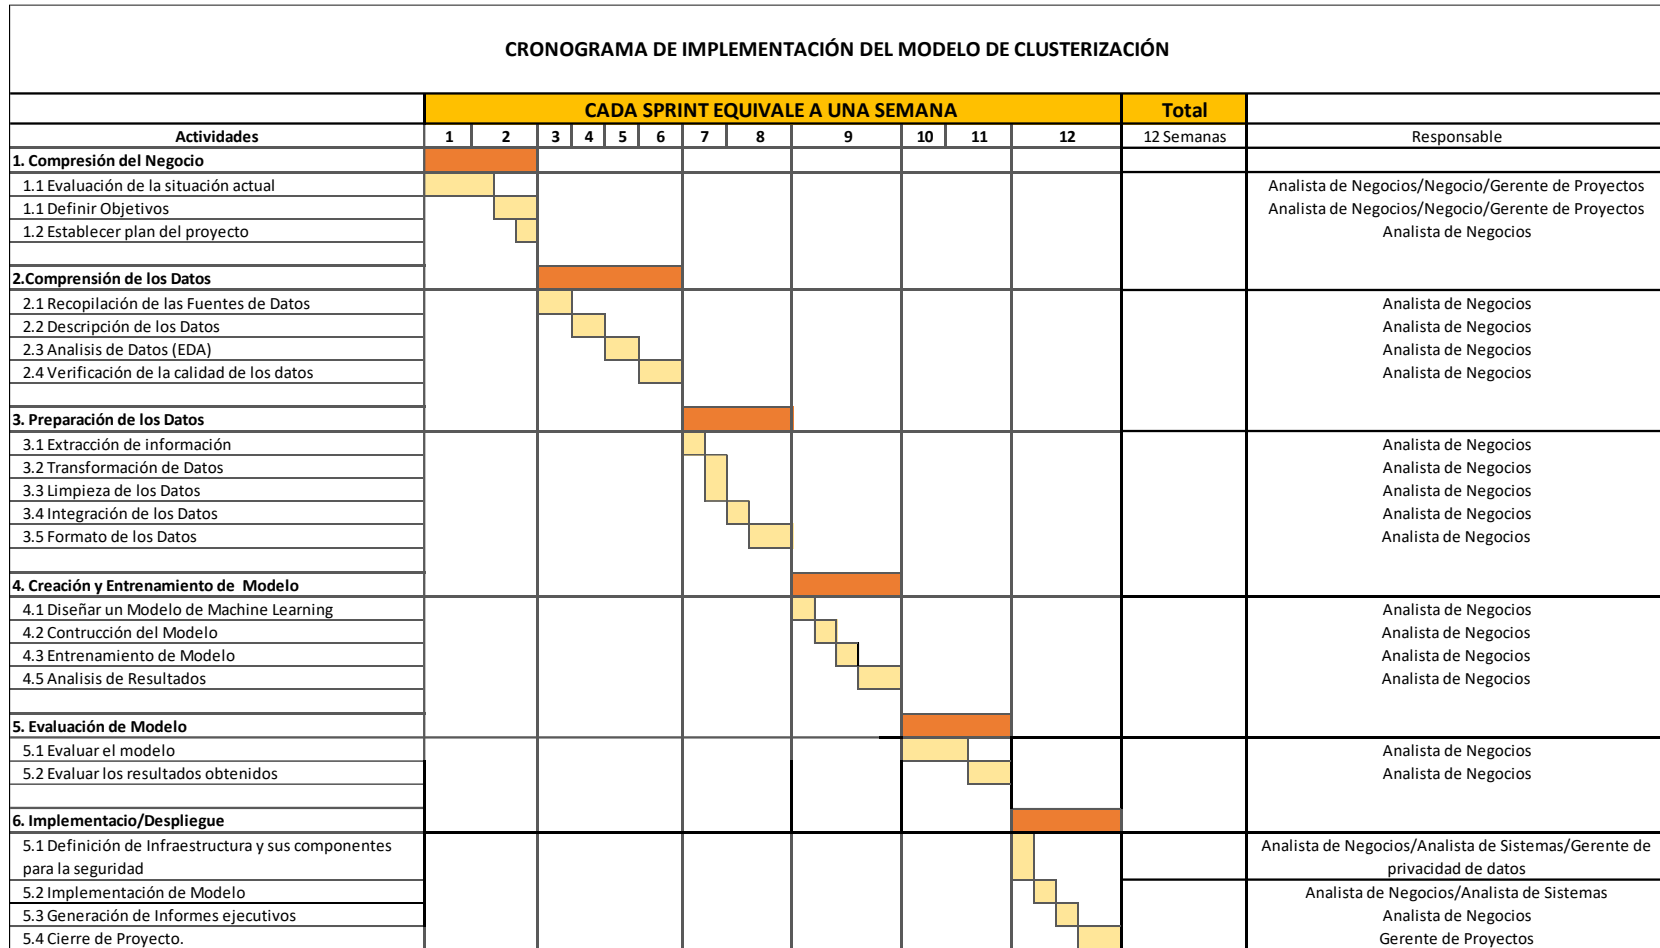 CRONOGRAMA DE IMPLEMENTACIÓN DEL MODELO DE CLUSTERIZACIÓN
CADA SPRINT EQUIVALE A UNA SEMANA Total
Actividades 1 2 3 4 5 6 7 8 9 10 11 12 12 Semanas Responsable
1. Compresión del Negocio
1.1 Evaluación de la situación actual Analista de Negocios/Negocio/Gerente de Proyectos
1.1 Definir Objetivos Analista de Negocios/Negocio/Gerente de Proyectos
1.2 Establecer plan del proyecto Analista de Negocios
2.Comprensión de los Datos
2.1 Recopilación de las Fuentes de Datos Analista de Negocios
2.2 Descripción de los Datos Analista de Negocios
2.3 Analisis de Datos (EDA) Analista de Negocios
2.4 Verificación de la calidad de los datos Analista de Negocios
3. Preparación de los Datos
3.1 Extracción de información Analista de Negocios
3.2 Transformación de Datos Analista de Negocios
3.3 Limpieza de los Datos Analista de Negocios
3.4 Integración de los Datos Analista de Negocios
3.5 Formato de los Datos Analista de Negocios
4. Creación y Entrenamiento de Modelo
4.1 Diseñar un Modelo de Machine Learning Analista de Negocios
4.2 Contrucción del Modelo Analista de Negocios
4.3 Entrenamiento de Modelo Analista de Negocios
4.5 Analisis de Resultados Analista de Negocios
5. Evaluación de Modelo
5.1 Evaluar el modelo Analista de Negocios
5.2 Evaluar los resultados obtenidos Analista de Negocios
6. Implementacio/Despliegue
5.1 Definición de Infraestructura y sus componentes Analista de Negocios/Analista de Sistemas/Gerente de
para la seguridad privacidad de datos
5.2 Implementación de Modelo Analista de Negocios/Analista de Sistemas
5.3 Generación de Informes ejecutivos Analista de Negocios
5.4 Cierre de Proyecto. Gerente de Proyectos